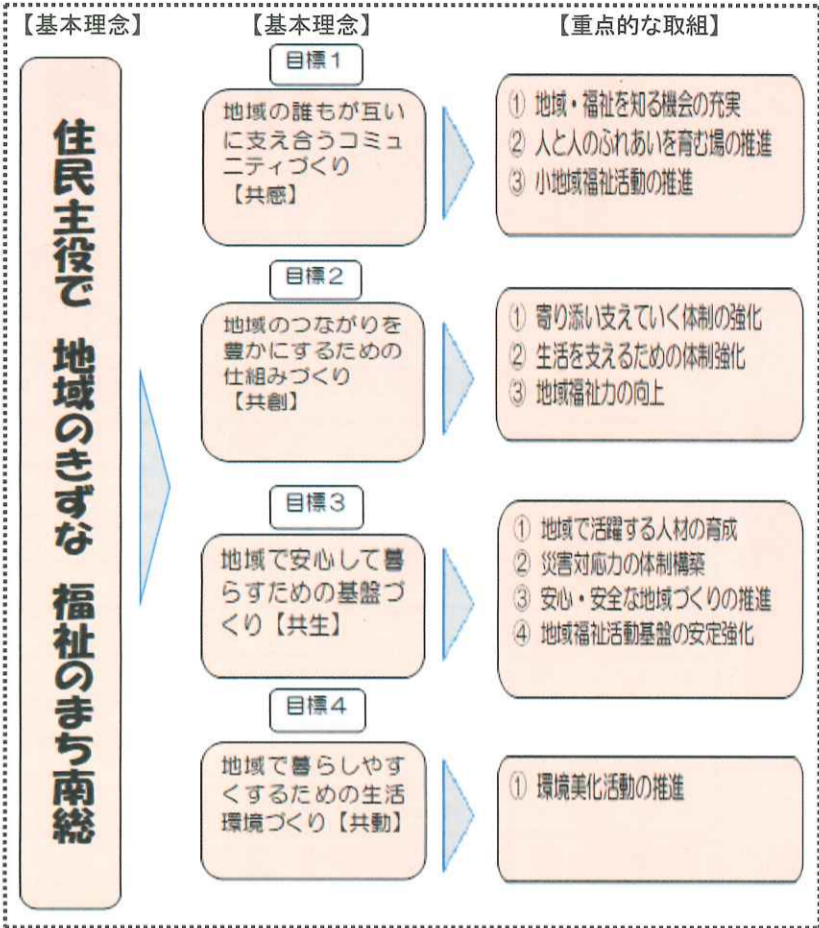 【基本理念】
【基本理念】
【重点的な取組】
住民主役で 地域のきずな 福祉のまち南総
目標１
地域の誰もが互い
に支え合うコミュ
ニティづくり
【共感】
① 地域・福祉を知る機会の充実
② 人と人のふれあいを育む場の推進
③ 小地域福祉活動の推進
目標２
地域のつながりを
豊かにするための
仕組みづくり
【共創】
① 寄り添い支えていく体制の強化
② 生活を支えるための体制強化
③ 地域福祉力の向上
目標３
地域で安心して暮
らすための基盤づ
くり【共生】
① 地域で活躍する人材の育成
② 災害対応力の体制構築
③ 安心・安全な地域づくりの推進
④ 地域福祉活動基盤の安定強化
目標４
地域で暮らしやす
くするための生活
環境づくり【共動】
① 環境美化活動の推進